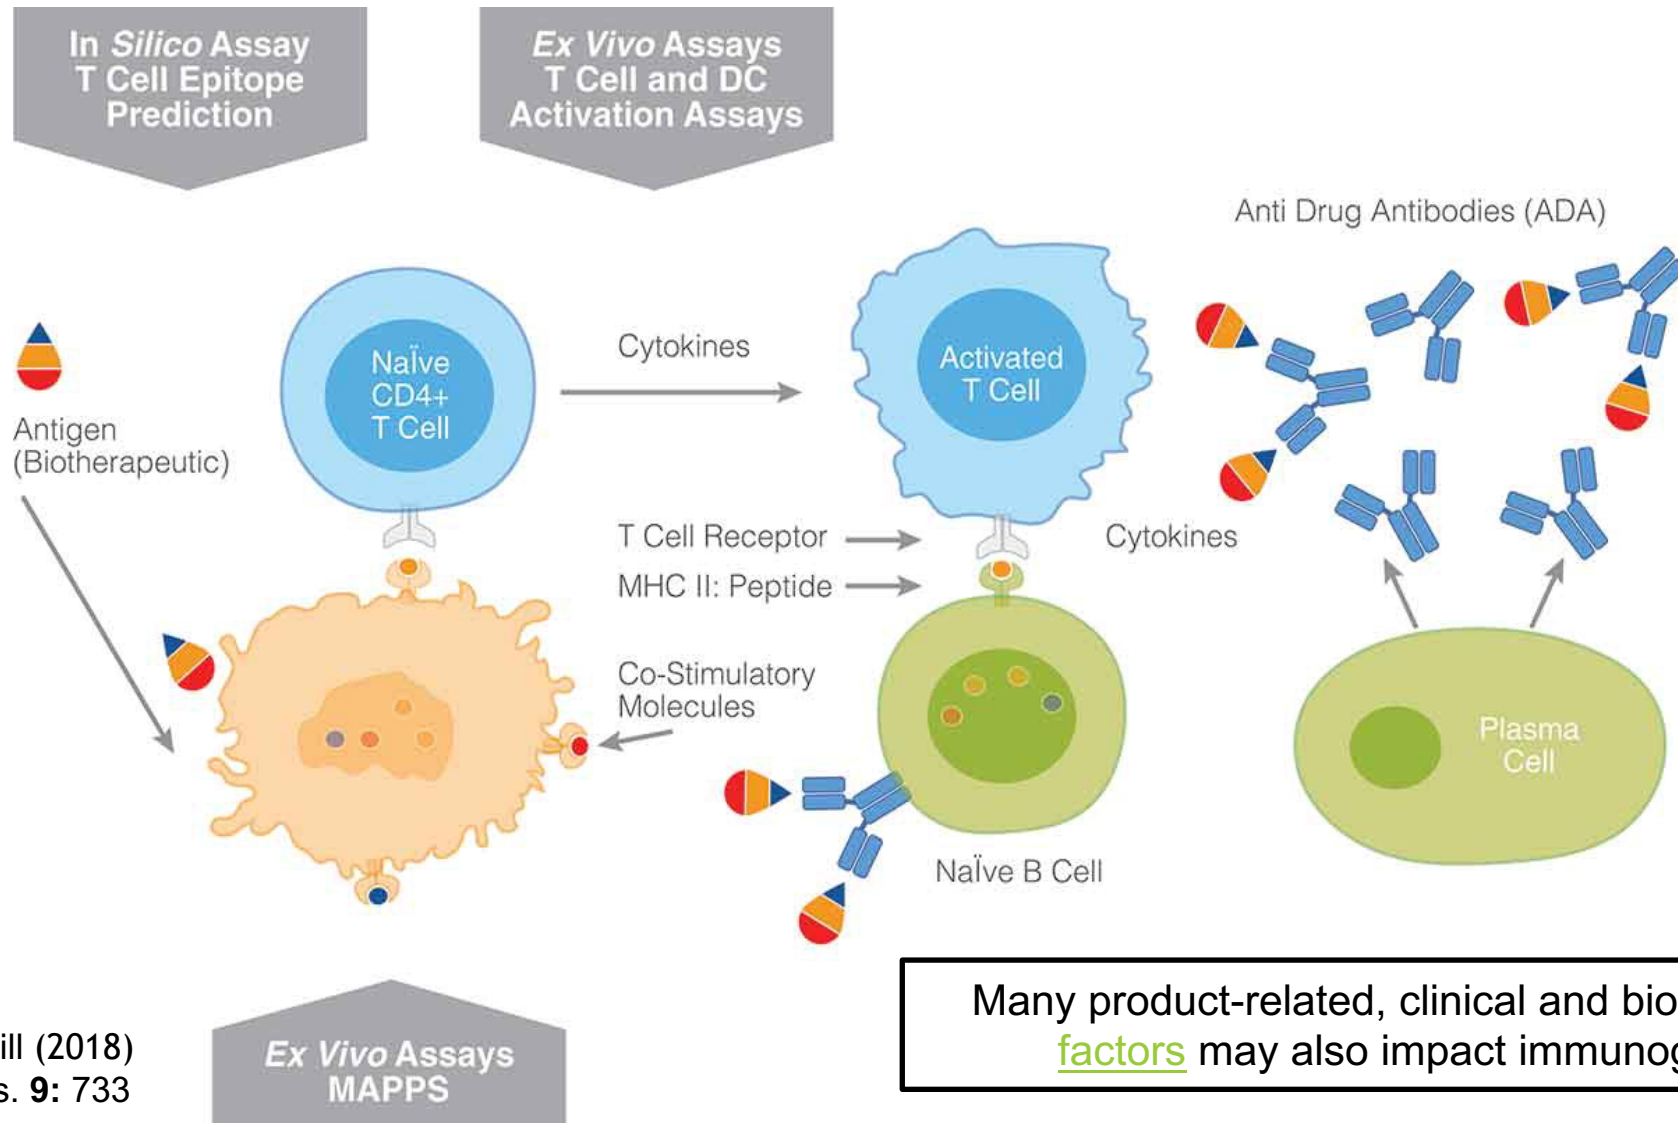 In Silico Assay
T Cell Epitope
Prediction
Ex Vivo Assays
T Cell and DC
Activation Assays
Anti Drug Antibodies (ADA)
Antigen
(Biotherapeutic)
NaÏve
CD4+
T Cell
Cytokines
Activated
T Cell
T Cell Receptor
MHC II: Peptide
Cytokines
Co-Stimulatory
Molecules
NaÏve B Cell
Plasma
Cell
Ex Vivo Assays
MAPPS
ill (2018)
s. 9: 733
Many product-related, clinical and bio
factors may also impact immunog